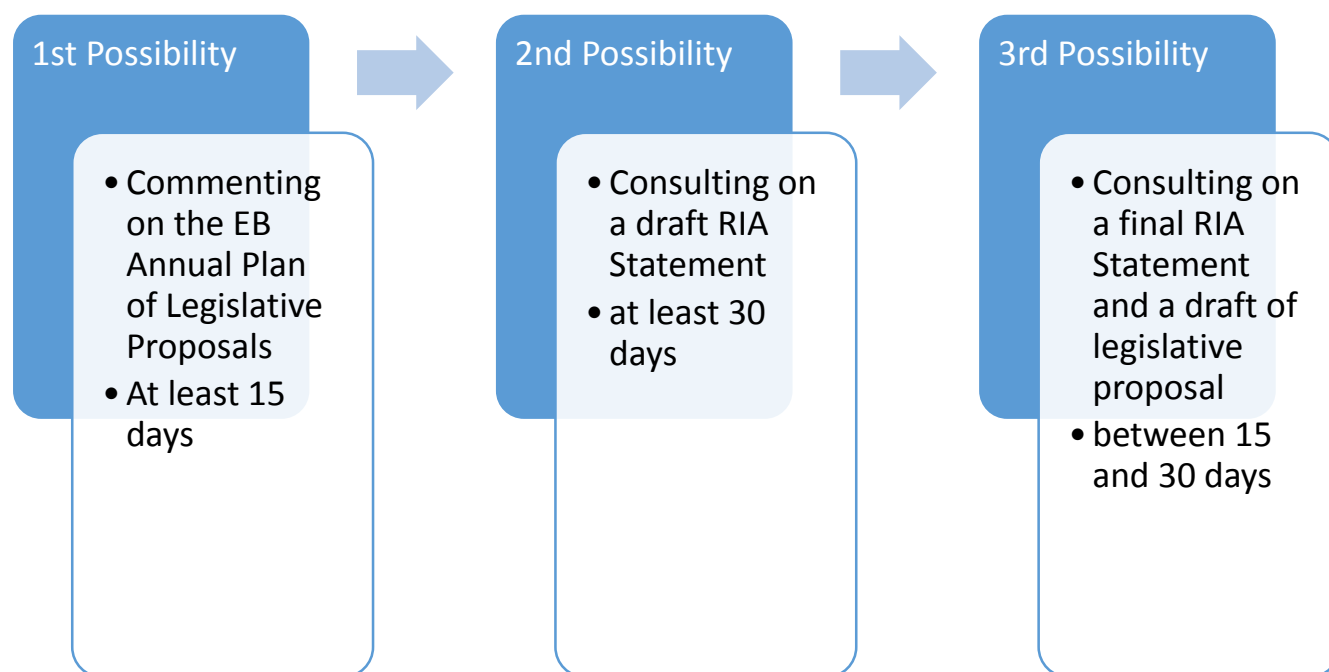 1st Possibility
• Commenting
on the EB
Annual Plan
of Legislative
Proposals
• At least 15
days
2nd Possibility
• Consulting on
a draft RIA
Statement
• at least 30
days
3rd Possibility
• Consulting on
a final RIA
Statement
and a draft of
legislative
proposal
• between 15
and 30 days